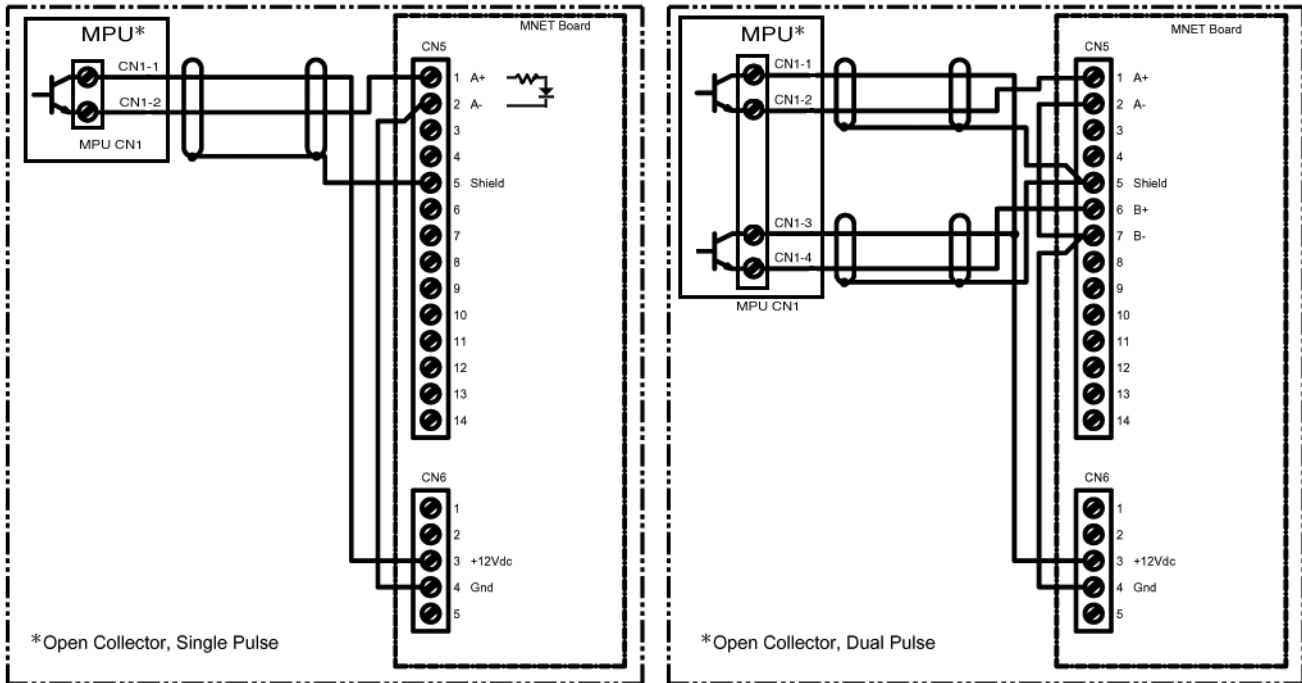 MPU*
CN1-1
CN1-2
MPU CN1
MNET Board
CN5
1 A+
2 A-
3
4
5 Shield
6
7
8
9
10
11
12
13
14
CN6
1
2
3 +12Vdc
4 Gnd
5
*Open Collector, Single Pulse
MPU*
CN1-1
CN1-2
CN1-3
CN1-4
MPU CN1
MNET Board
CN5
1 A+
2 A-
3
4
5 Shield
6 B+
7 B-
8
9
10
11
12
13
14
CN6
1
2
3 +12Vdc
4 Gnd
5
*Open Collector, Dual Pulse